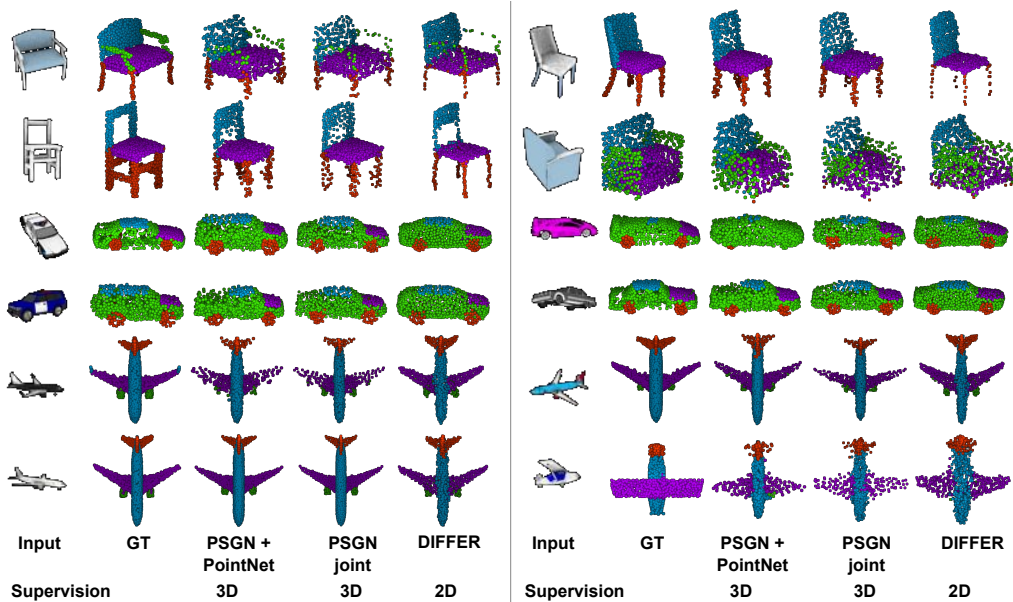 Input GT PSGN + PointNet PSGN joint DIFFER
Supervision 3D 3D 2D
Input GT PSGN + PointNet PSGN joint DIFFER
Supervision 3D 3D 2D